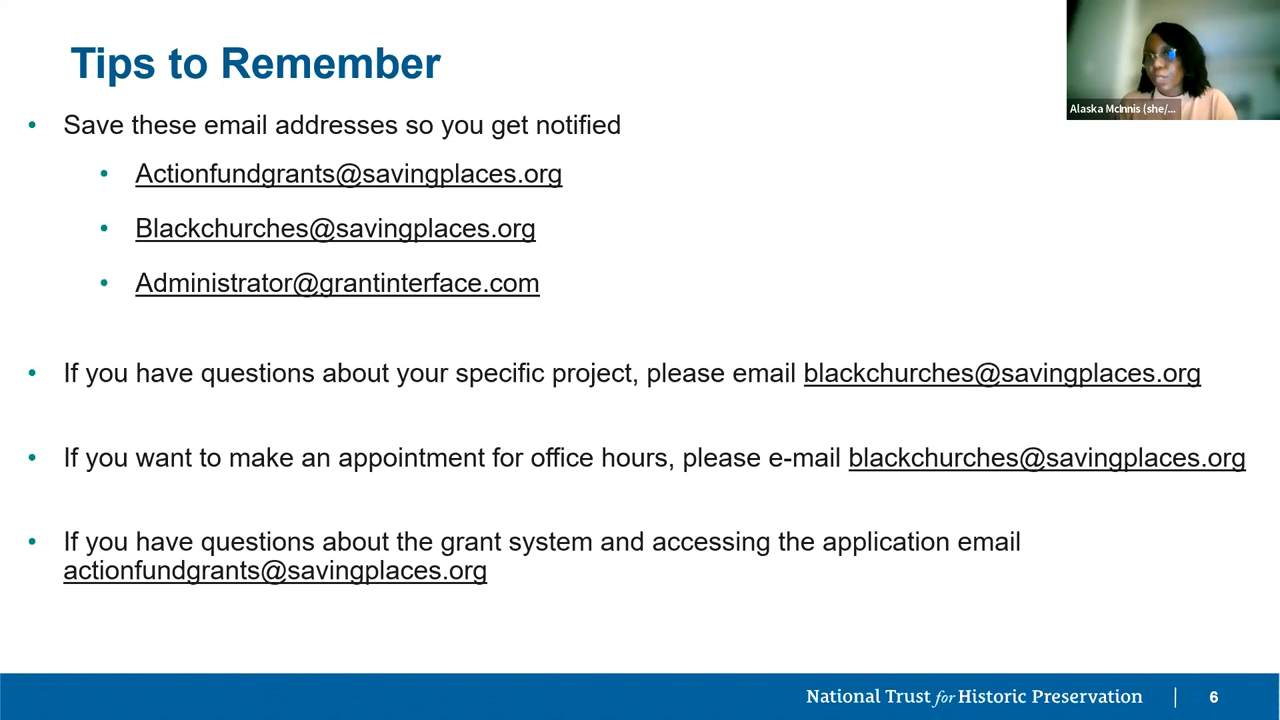 Tips to Remember
Alaska McInnis (she/...
• Save these email addresses so you get notified
• Actionfundgrants@savingplaces.org
• Blackchurches@savingplaces.org
• Administrator@grantinterface.com
• If you have questions about your specific project, please email blackchurches@savingplaces.org
• If you want to make an appointment for office hours, please e-mail blackchurches@savingplaces.org
• If you have questions about the grant system and accessing the application email
actionfundgrants@savingplaces.org
National Trust for Historic Preservation | 6